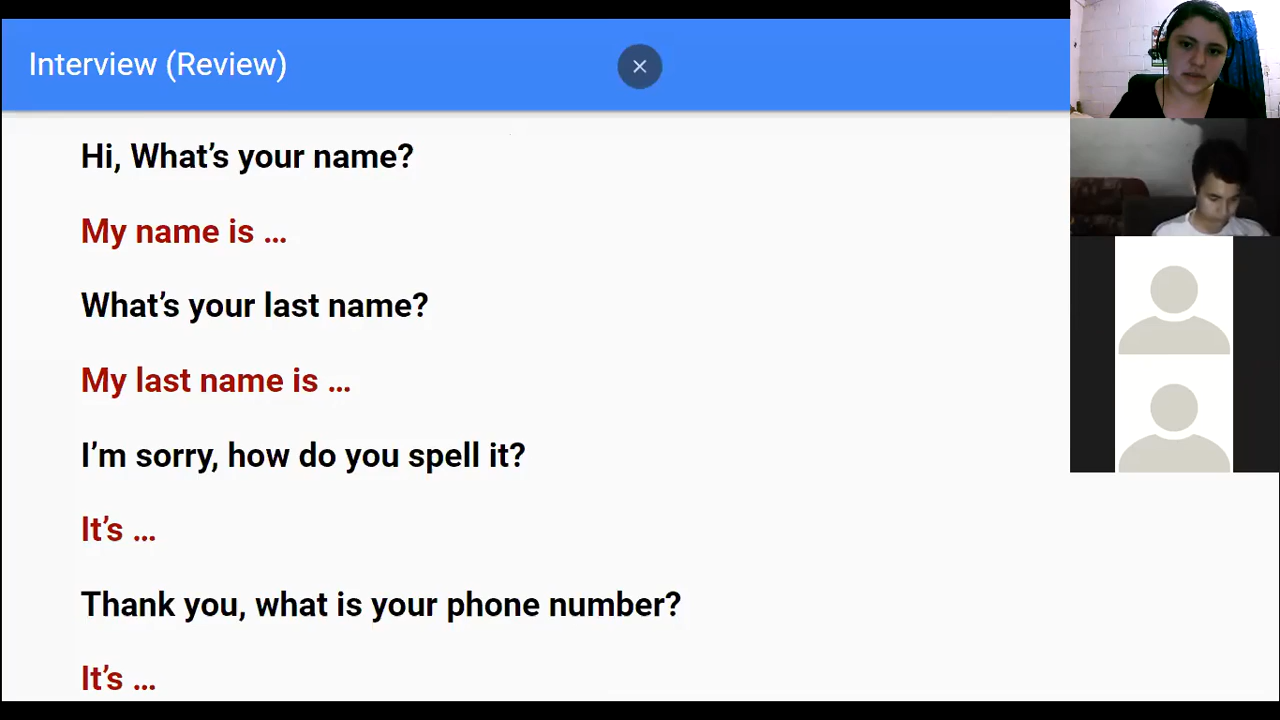 Interview (Review)
Hi, What’s your name?
My name is …
What’s your last name?
My last name is …
I’m sorry, how do you spell it?
It’s …
Thank you, what is your phone number?
It’s …